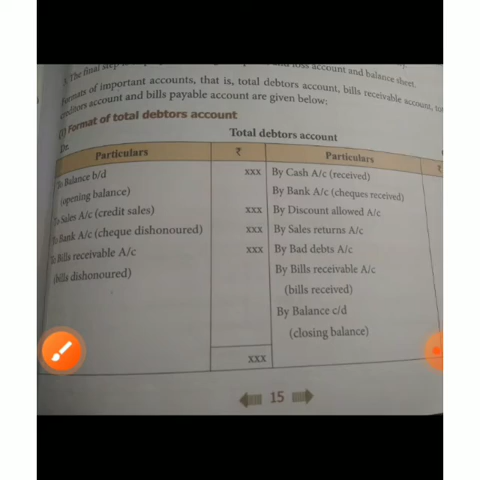 The final step
loss account and balance sheet.
Formats of important accounts, that is, total debtors account, bills receivable account,
creditors account and bills payable account are given below:
Format of total debtors account
Total debtors account
Dr.
Particulars ₹ Particulars ₹
To Balance b/d xxx By Cash A/c (received)
(opening balance) By Bank A/c (cheques received)
To Sales A/c (credit sales) xxx By Discount allowed A/c
To Bank A/c (cheque dishonoured) xxx By Sales returns A/c
To Bills receivable A/c xxx By Bad debts A/c
(bills dishonoured) By Bills receivable A/c
(bills received)
By Balance c/d
(closing balance)
xxx
15